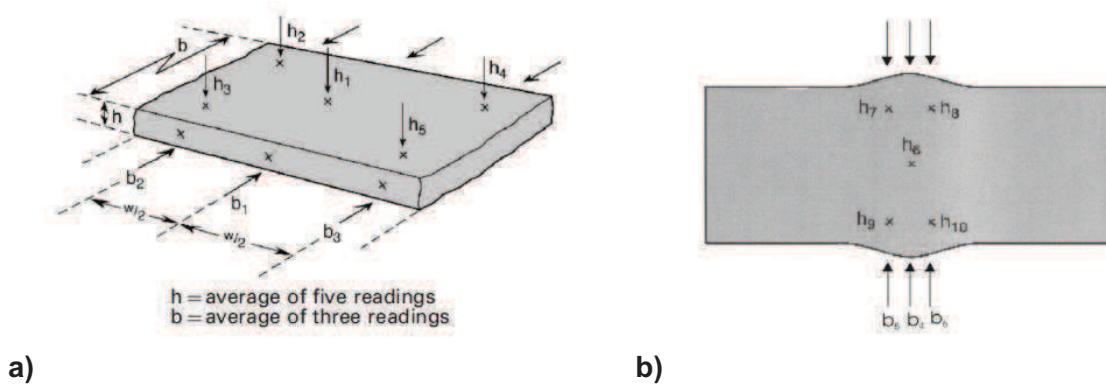 h₂
b
h₁
h₄
h₃
h
h₅
b₂
w/2
b₁
w/2
b₃
h = average of five readings
b = average of three readings
a)
h₇
h₈
h₆
h₉
h₁₀
b₅ b₄ b₆
b)